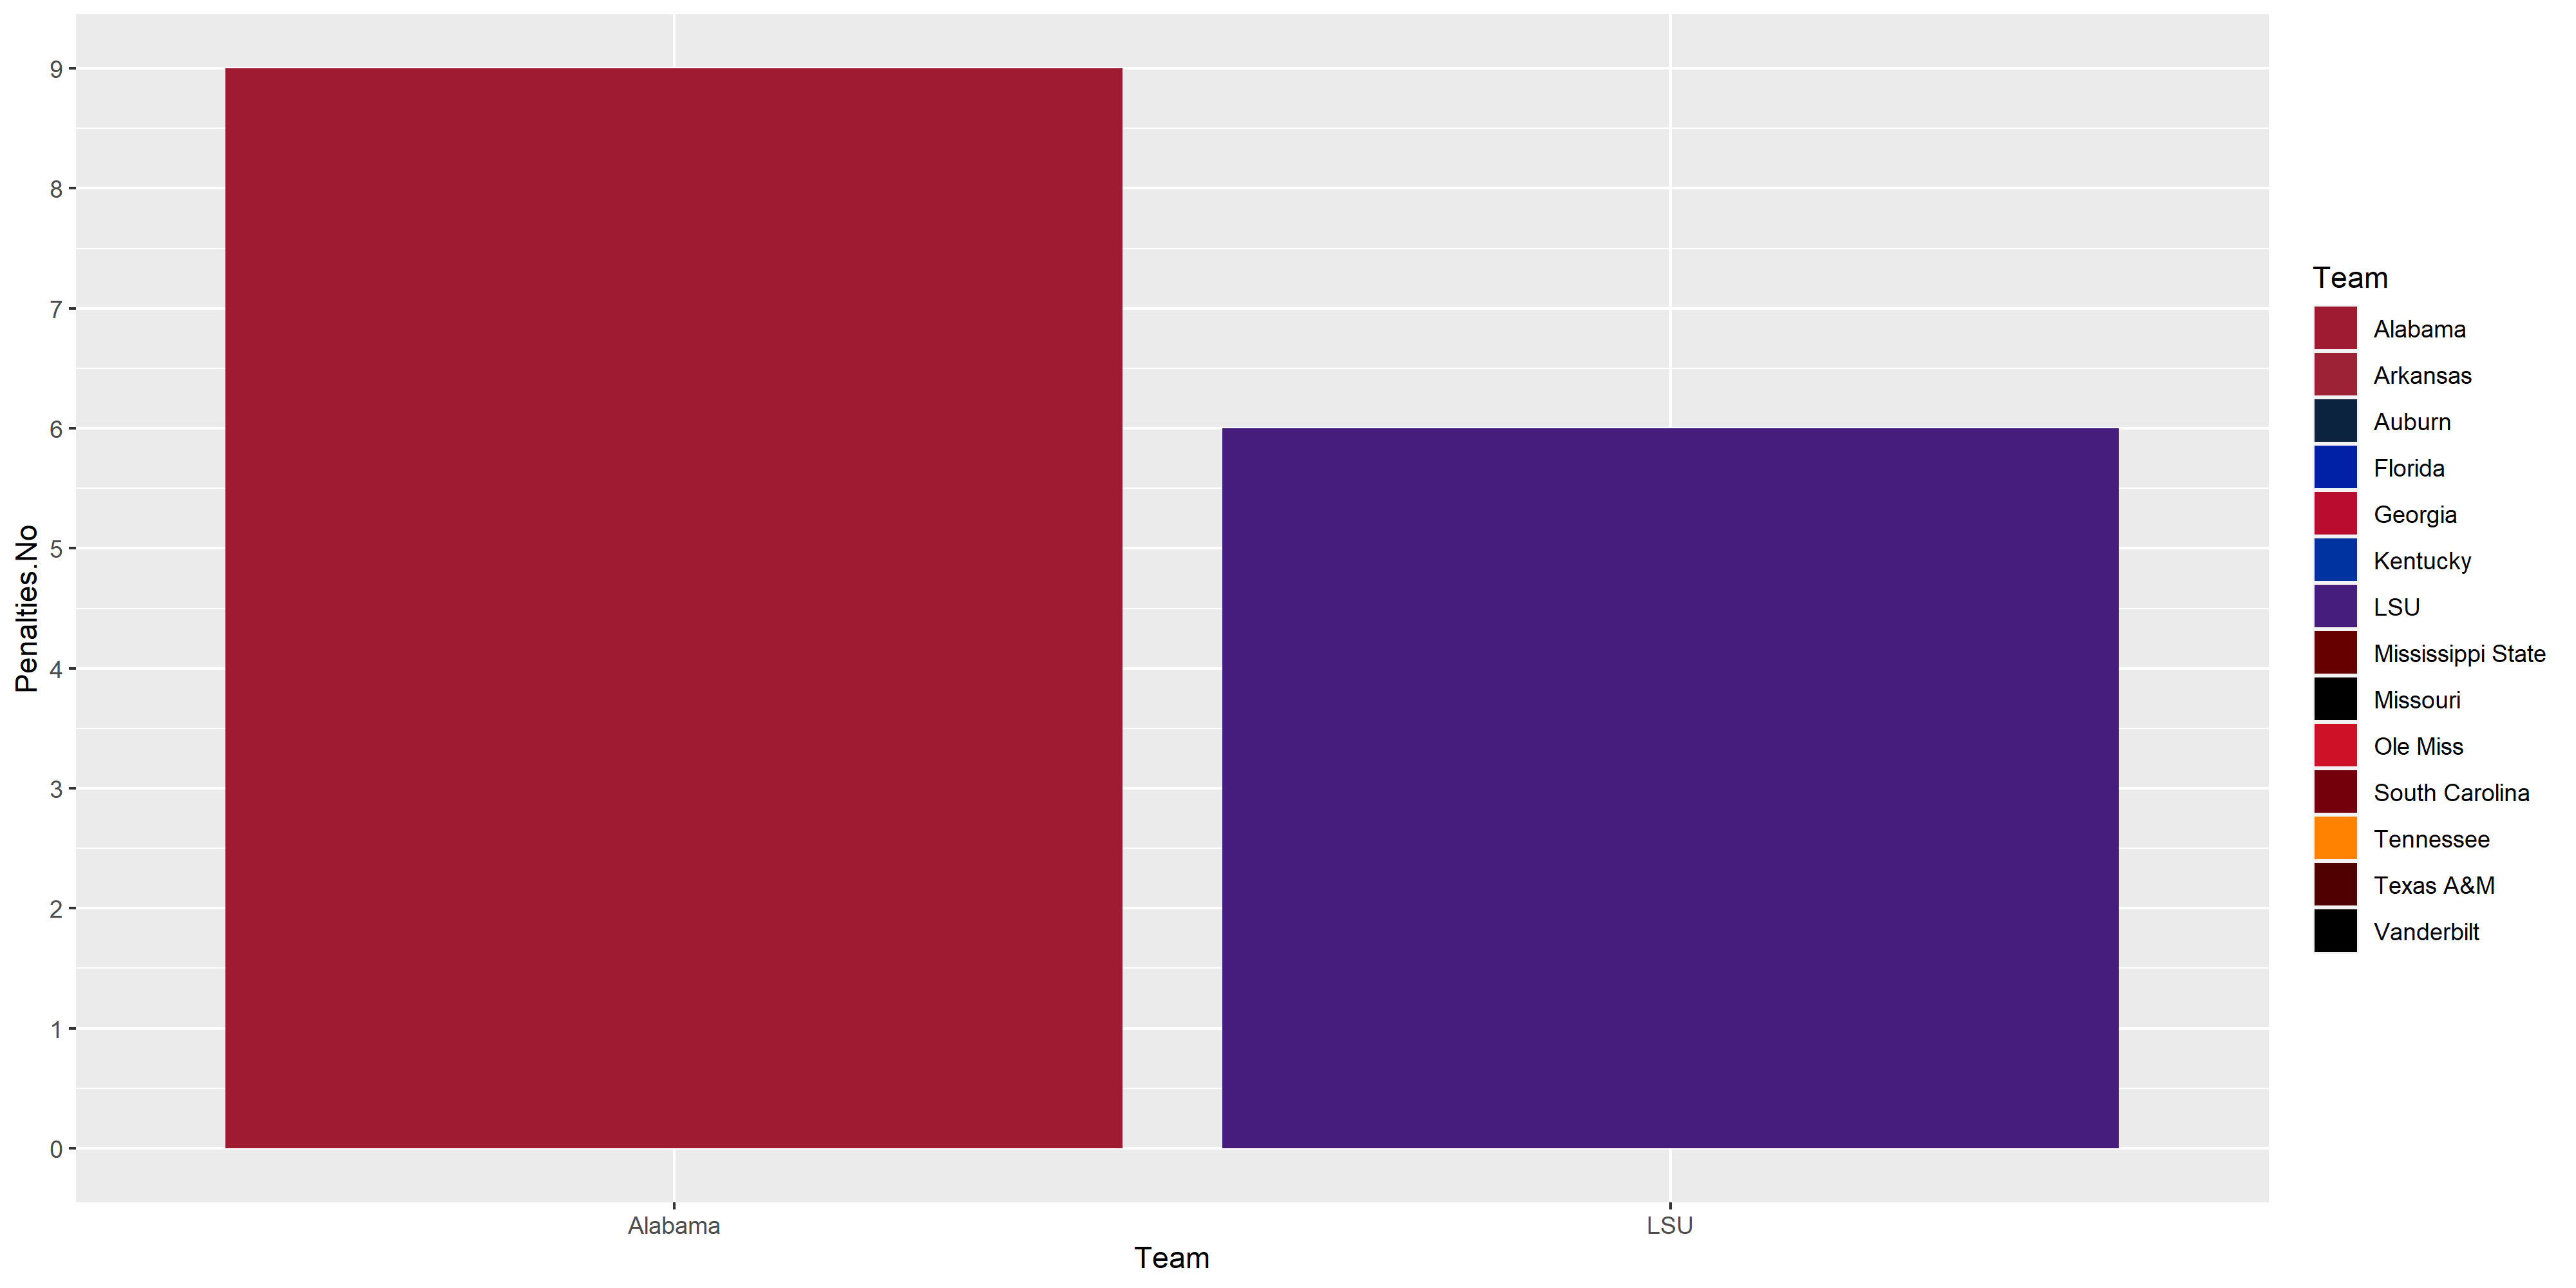 9
8
7
6
5
4
3
2
1
0
Penalties.No
Alabama
LSU
Team
Team
Alabama
Arkansas
Auburn
Florida
Georgia
Kentucky
LSU
Mississippi State
Missouri
Ole Miss
South Carolina
Tennessee
Texas A&M
Vanderbilt